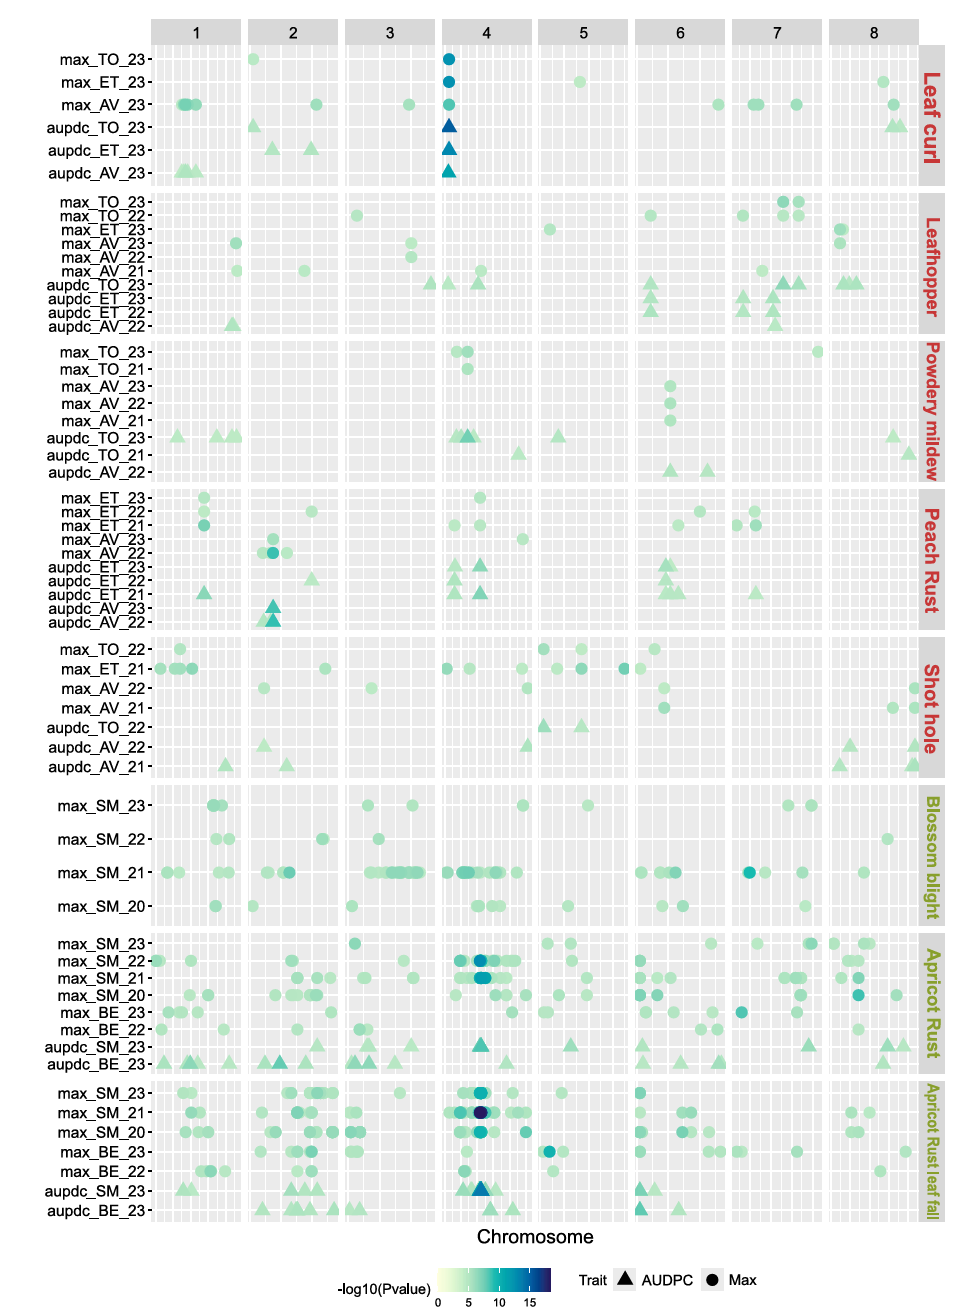 1 2 3 4 5 6 7 8
max_TO_23
max_ET_23
max_AV_23
aupdc_TO_23
aupdc_ET_23
aupdc_AV_23
Leaf curl
max_TO_23
max_TO_22
max_ET_23
max_AV_23
max_AV_22
max_AV_21
aupdc_TO_23
aupdc_ET_23
aupdc_ET_22
aupdc_AV_22
Leafhopper
max_TO_23
max_TO_21
max_AV_23
max_AV_22
max_AV_21
aupdc_TO_23
aupdc_TO_21
aupdc_AV_22
Powdery mildew
max_ET_23
max_ET_22
max_ET_21
max_AV_23
max_AV_22
aupdc_ET_23
aupdc_ET_22
aupdc_ET_21
aupdc_AV_23
aupdc_AV_22
Peach Rust
max_TO_22
max_ET_21
max_AV_22
max_AV_21
aupdc_TO_22
aupdc_AV_22
aupdc_AV_21
Shot hole
max_SM_23
max_SM_22
max_SM_21
max_SM_20
Blossom blight
max_SM_23
max_SM_22
max_SM_21
max_SM_20
max_BE_23
max_BE_22
aupdc_SM_23
aupdc_BE_23
Apricot Rust
max_SM_23
max_SM_21
max_SM_20
max_BE_23
max_BE_22
aupdc_SM_23
aupdc_BE_23
Apricot Rust leaf fall
Chromosome
-log10(Pvalue)
0 5 10 15
Trait AUDPC Max